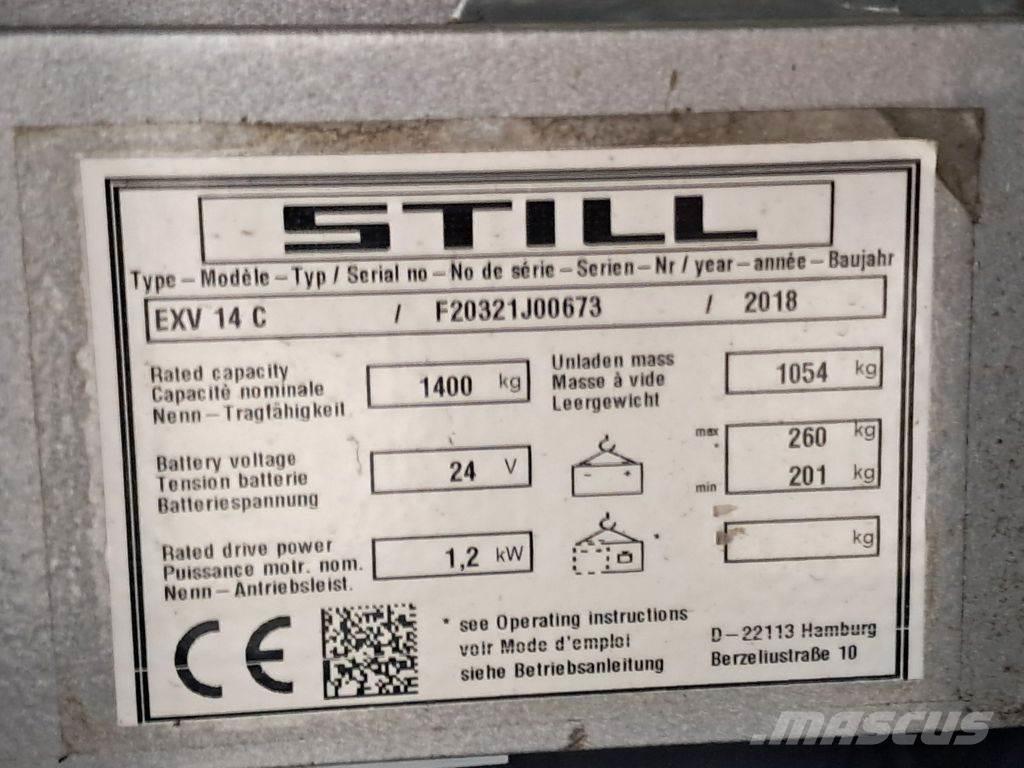 STILL
Type – Modèle – Typ / Serial no – No de série – Serien – Nr / year – année – Baujahr
EXV 14 C / F20321J00673 / 2018
Rated capacity
Capacité nominale
Nenn – Tragfähigkeit
1400 kg
Unladen mass
Masse à vide
Leergewicht
1054 kg
Battery voltage
Tension batterie
Batteriespannung
24 V
max 260 kg
min 201 kg
Rated drive power
Puissance motr. nom.
Nenn – Antriebsleist.
1,2 kW
* kg
CE
* see Operating instructions
voir Mode d'emploi
siehe Betriebsanleitung
D – 22113 Hamburg
Berzeliustraße 10
MASCUS